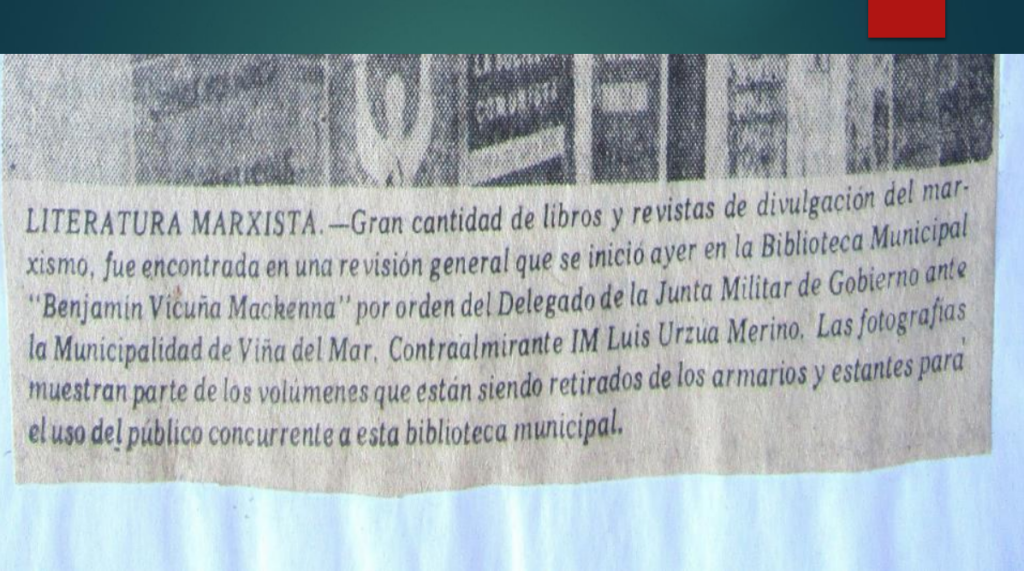 LITERATURA MARXISTA.—Gran cantidad de libros y revistas de divulgación del mar-
xismo, fue encontrada en una revisión general que se inició ayer en la Biblioteca Municipal
"Benjamín Vicuña Mackenna" por orden del Delegado de la Junta Militar de Gobierno ante
la Municipalidad de Viña del Mar, Contraalmirante IM Luis Urzúa Merino. Las fotografías
muestran parte de los volúmenes que están siendo retirados de los armarios y estantes para
el uso del público concurrente a esta biblioteca municipal.